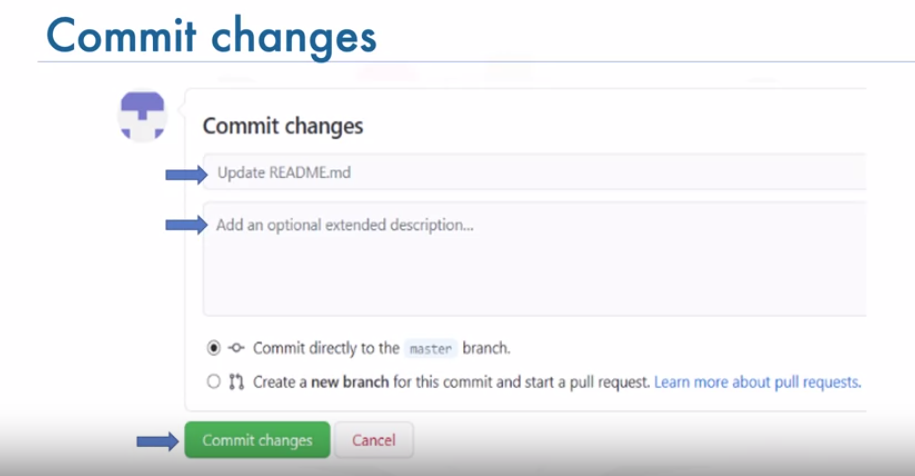 Commit changes
Commit changes
Update README.md
Add an optional extended description...
Commit directly to the master branch.
Create a new branch for this commit and start a pull request. Learn more about pull requests.
Commit changes Cancel